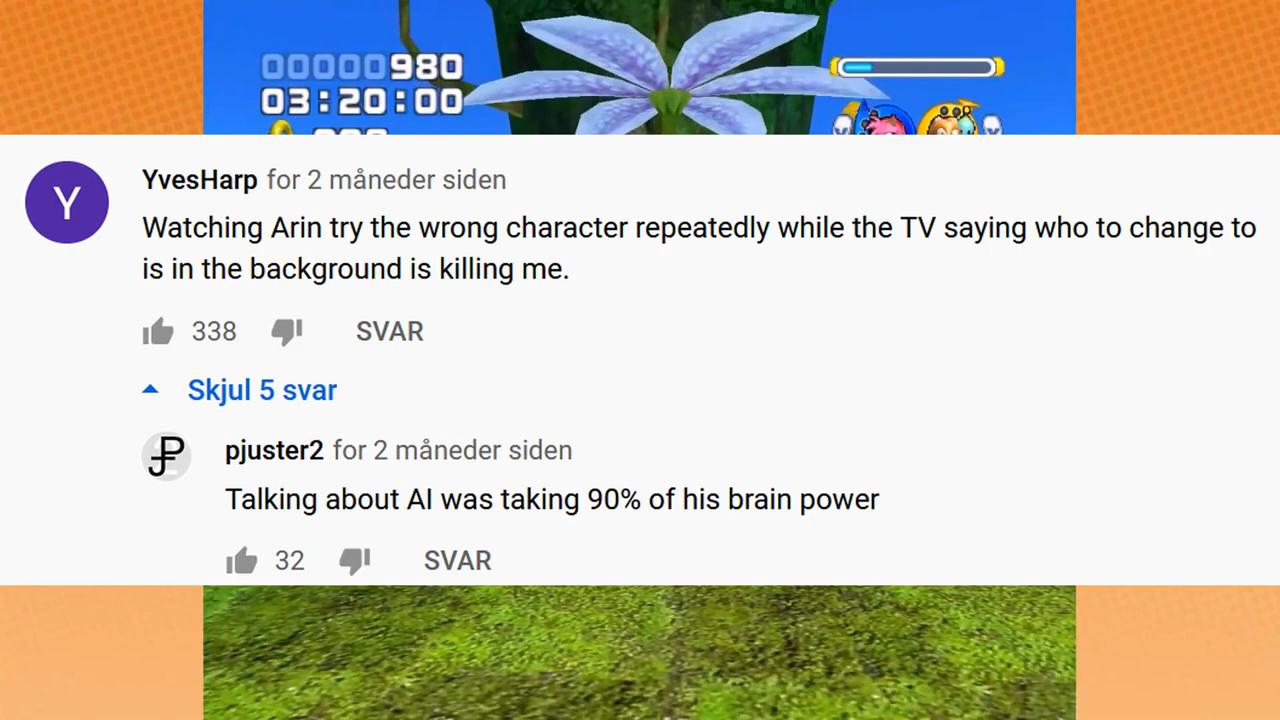 00000980
03:20:00
Y
YvesHarp for 2 måneder siden
Watching Arin try the wrong character repeatedly while the TV saying who to change to
is in the background is killing me.
338 SVAR
Skjul 5 svar
pjuster2 for 2 måneder siden
Talking about AI was taking 90% of his brain power
32 SVAR